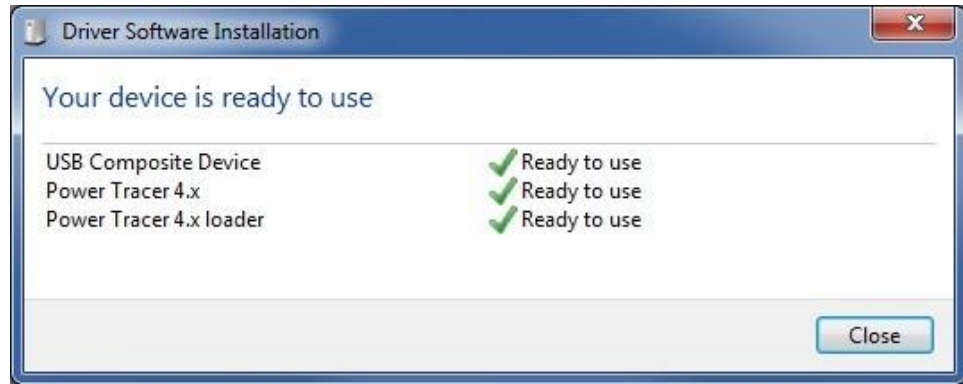 Driver Software Installation
Your device is ready to use
USB Composite Device Ready to use
Power Tracer 4.x Ready to use
Power Tracer 4.x loader Ready to use
Close